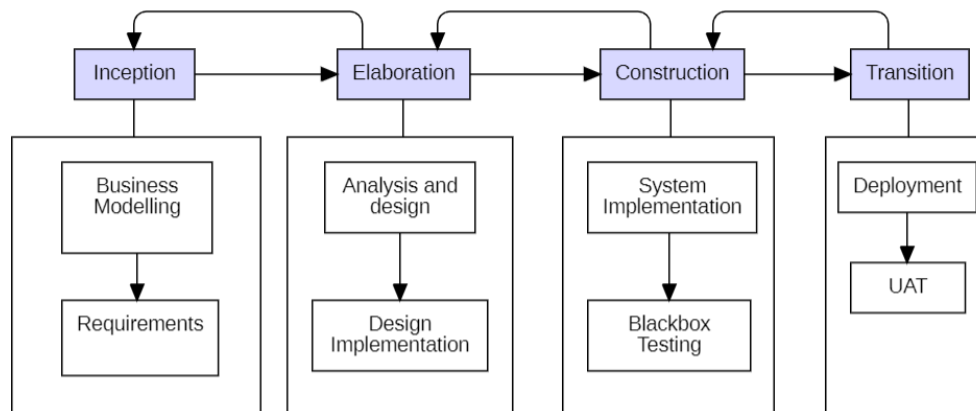 Inception
Elaboration
Construction
Transition
Business
Modelling
Requirements
Analysis and
design
Design
Implementation
System
Implementation
Blackbox
Testing
Deployment
UAT